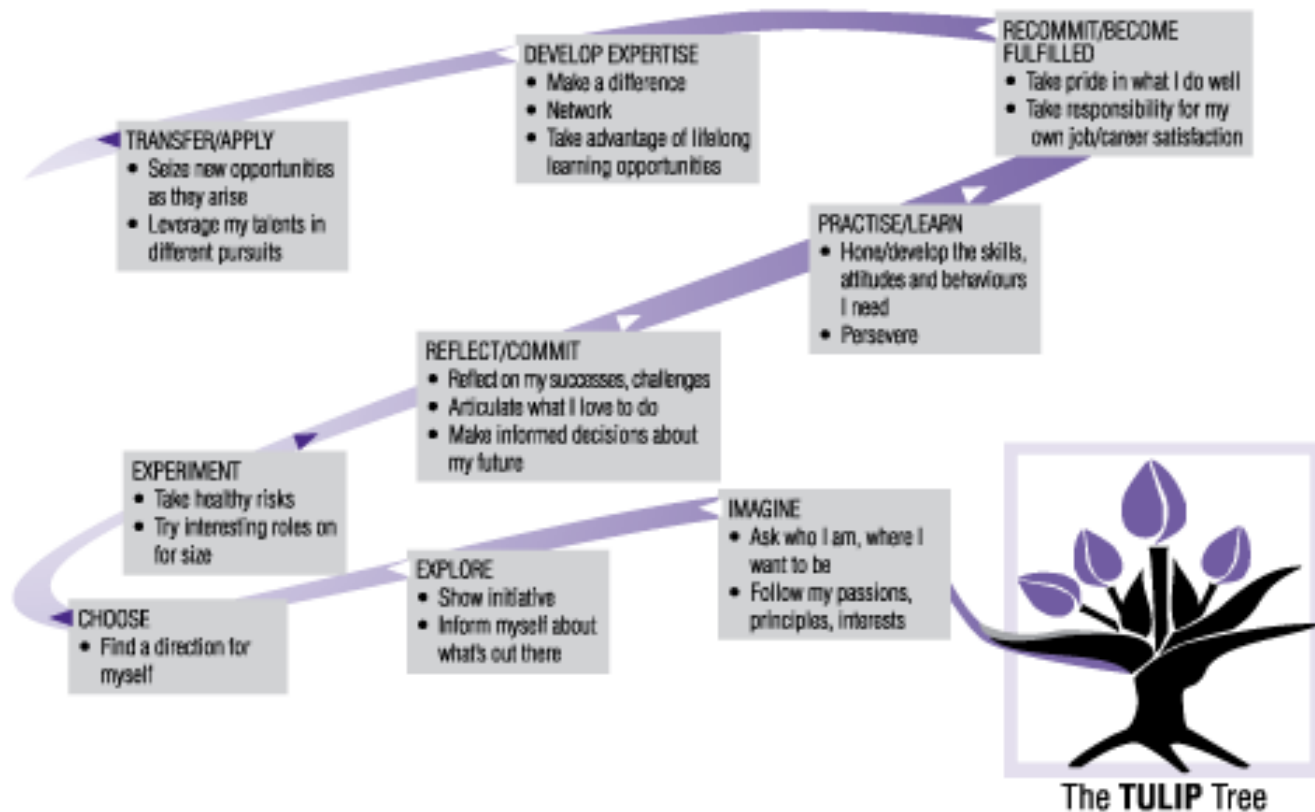 RECOMMIT/BECOME
FULFILLED
• Take pride in what I do well
• Take responsibility for my
own job/career satisfaction
DEVELOP EXPERTISE
• Make a difference
• Network
• Take advantage of lifelong
learning opportunities
TRANSFER/APPLY
• Seize new opportunities
as they arise
• Leverage my talents in
different pursuits
PRACTISE/LEARN
• Hone/develop the skills,
attitudes and behaviours
I need
• Persevere
REFLECT/COMMIT
• Reflect on my successes, challenges
• Articulate what I love to do
• Make informed decisions about
my future
EXPERIMENT
• Take healthy risks
• Try interesting roles on
for size
IMAGINE
• Ask who I am, where I
want to be
• Follow my passions,
principles, interests
EXPLORE
• Show initiative
• Inform myself about
what's out there
CHOOSE
• Find a direction for
myself
The TULIP Tree